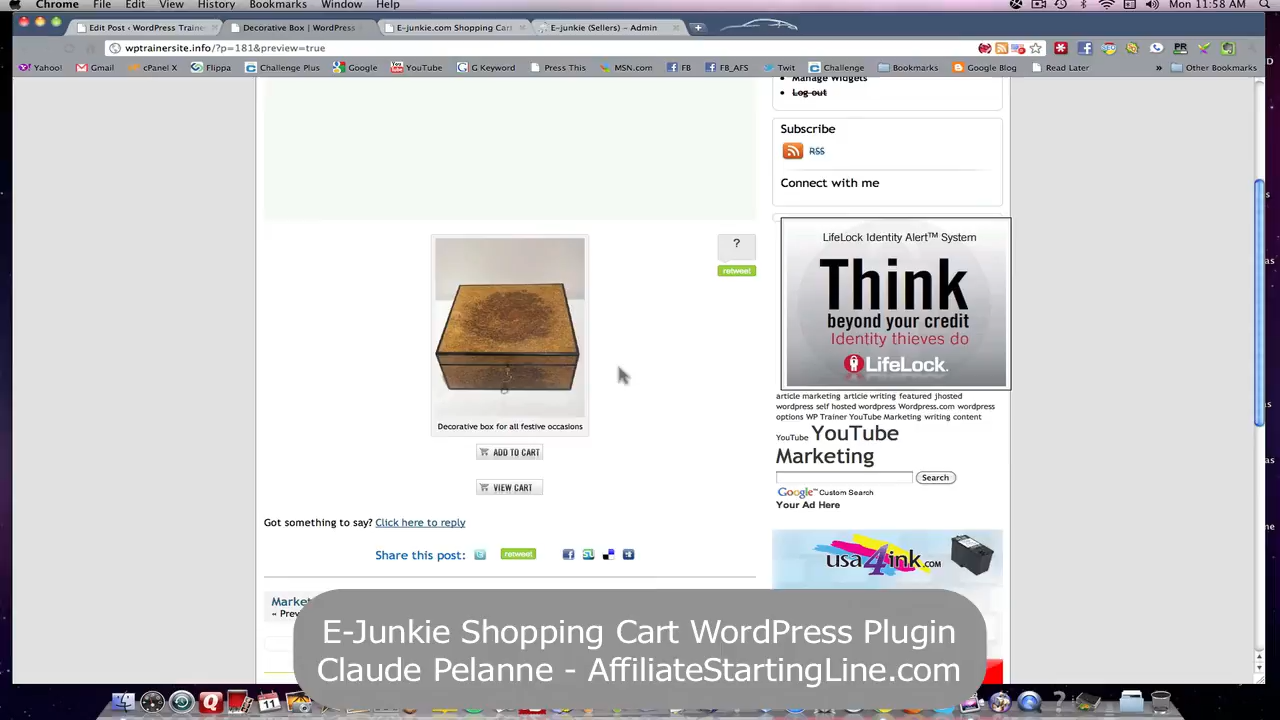 Chrome File Edit View History Bookmarks Window Help Mon 11:58 AM
Edit Post ‹ WordPress Traine
Decorative Box | WordPress
E-junkie.com Shopping Cart
E-junkie (Sellers) – Admin
wptrainersite.info/?p=181&preview=true
Yahoo! Gmail cPanel X Flippa Challenge Plus Google YouTube G Keyword Press This MSN.com FB FB_AFS Twit Challenge Bookmarks Google Blog Read Later » Other Bookmarks
Manage Widgets
Log out
Subscribe
RSS
Connect with me
?
retweet
LifeLock Identity Alert™ System
Think
beyond your credit
Identity thieves do
LifeLock.
Decorative box for all festive occasions
ADD TO CART
VIEW CART
article marketing article writing featured jhosted
wordpress self hosted wordpress Wordpress.com wordpress
options WP Trainer YouTube Marketing writing content
YouTube YouTube
Marketing
Search
Google™ Custom Search
Your Ad Here
Got something to say? Click here to reply
Share this post:
retweet
usa4ink.com
Market
« Prev
E-Junkie Shopping Cart WordPress Plugin
Claude Pelanne - AffiliateStartingLine.com